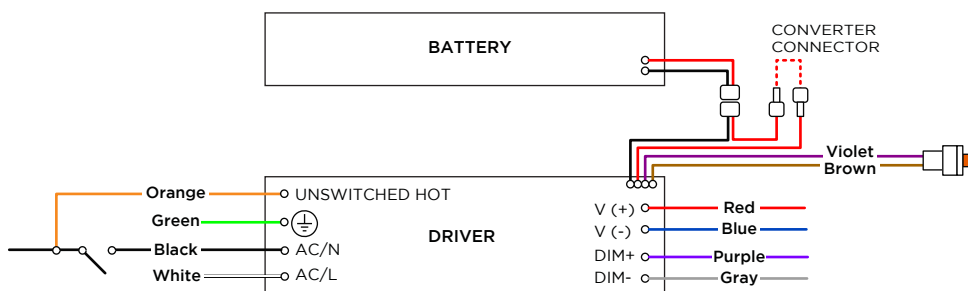 BATTERY
CONVERTER
CONNECTOR
Violet
Brown
Orange
UNSWITCHED HOT
Green
Black
AC/N
White
AC/L
DRIVER
V (+)
Red
V (-)
Blue
DIM+
Purple
DIM-
Gray